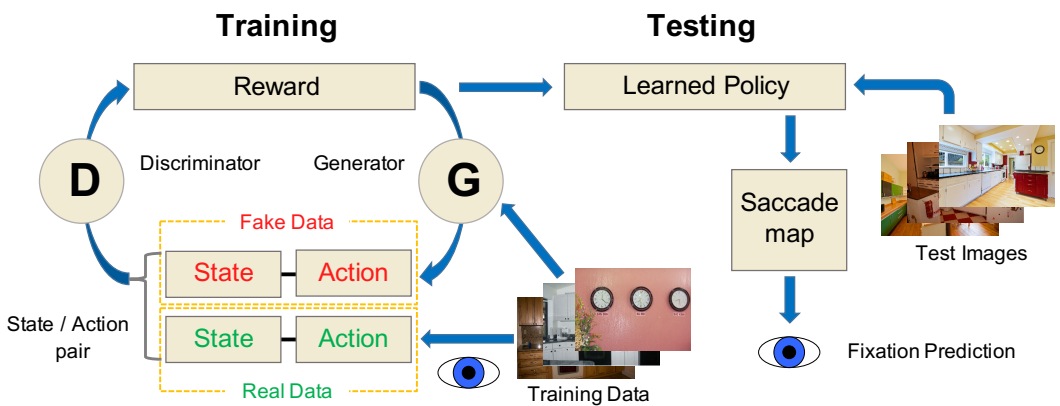 Training
Testing
Reward
Learned Policy
D
Discriminator
Generator
G
Fake Data
State
Action
State / Action
pair
State
Action
Real Data
Training Data
Saccade
map
Test Images
Fixation Prediction